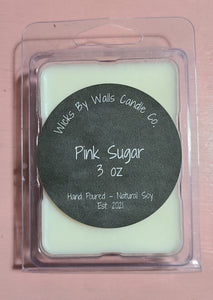 Wicks By Walls Candle Co.
Pink Sugar
3 oz
Hand Poured - Natural Soy
Est. 2021